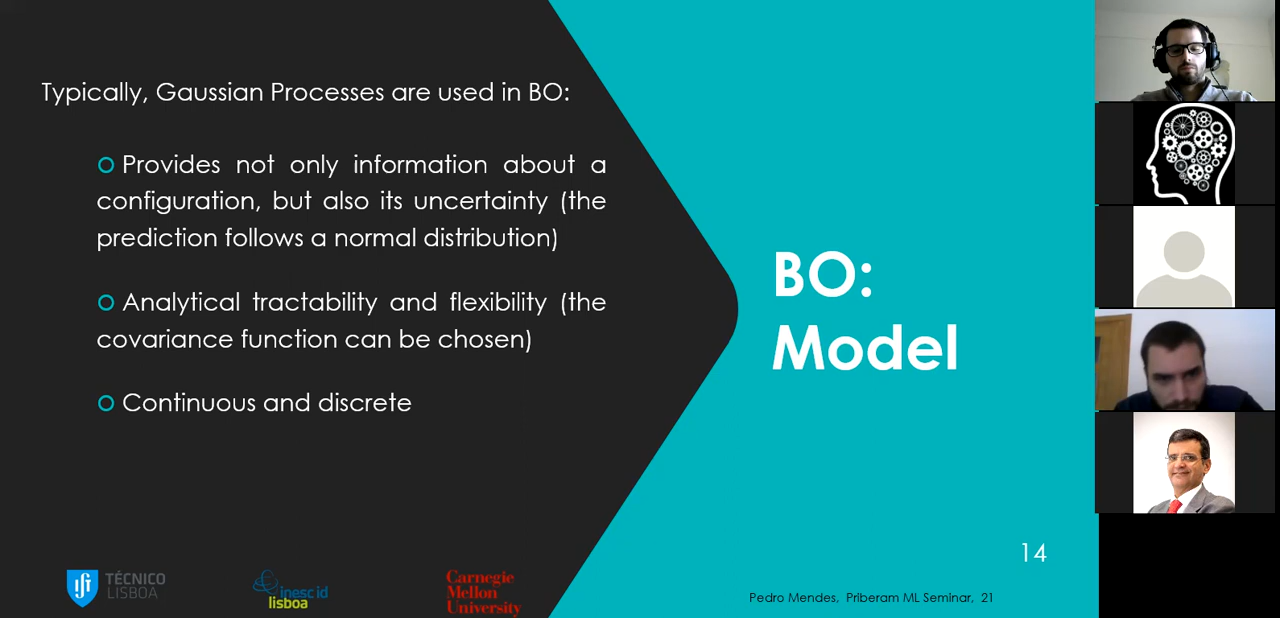 Typically, Gaussian Processes are used in BO:
Provides not only information about a
configuration, but also its uncertainty (the
prediction follows a normal distribution)
Analytical tractability and flexibility (the
covariance function can be chosen)
Continuous and discrete
BO:
Model
14
TÉCNICO
LISBOA
inesc id
lisboa
Carnegie
Mellon
University
Pedro Mendes, Priberam ML Seminar, 21